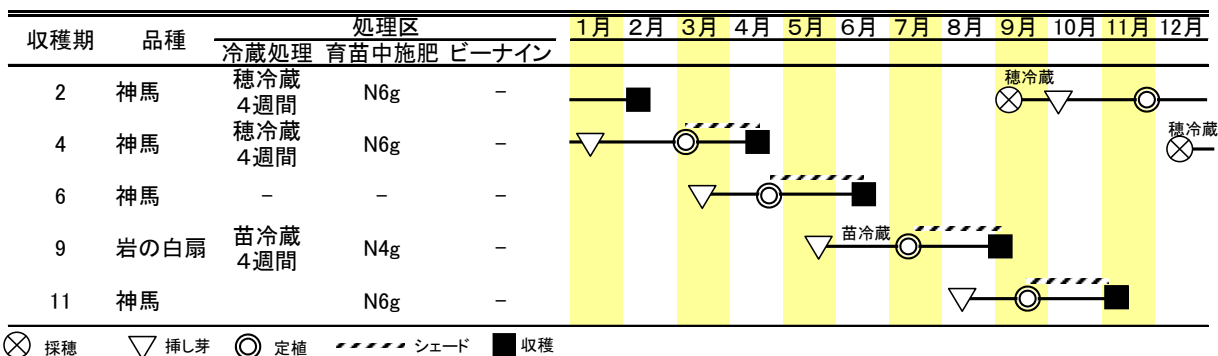 収穫期 品種 処理区 1月 2月 3月 4月 5月 6月 7月 8月 9月 10月 11月 12月
冷蔵処理 育苗中施肥 ビーナイン
2 神馬 穂冷蔵 4週間 N6g － 穂冷蔵
4 神馬 穂冷蔵 4週間 N6g － 穂冷蔵
6 神馬 － － －
9 岩の白扇 苗冷蔵 4週間 N4g － 苗冷蔵
11 神馬 N6g －
採穂 挿し芽 定植 シェード 収穫